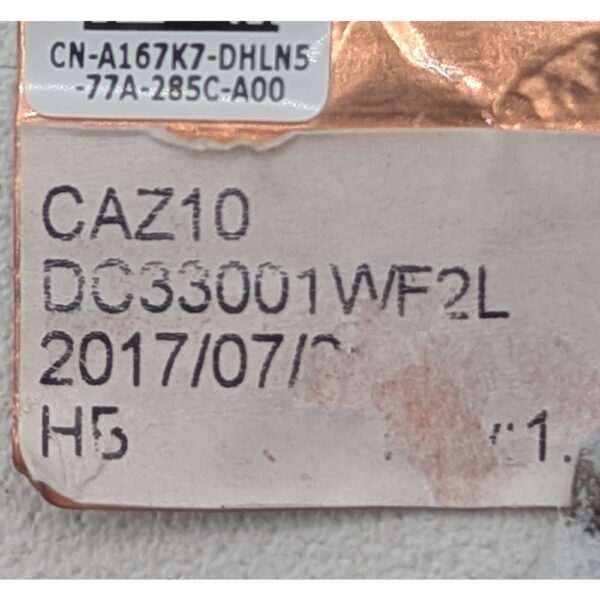 CN-A167K7-DHLN5
-77A-285C-A00
CAZ10
DC33001WF2L
2017/07/
H5